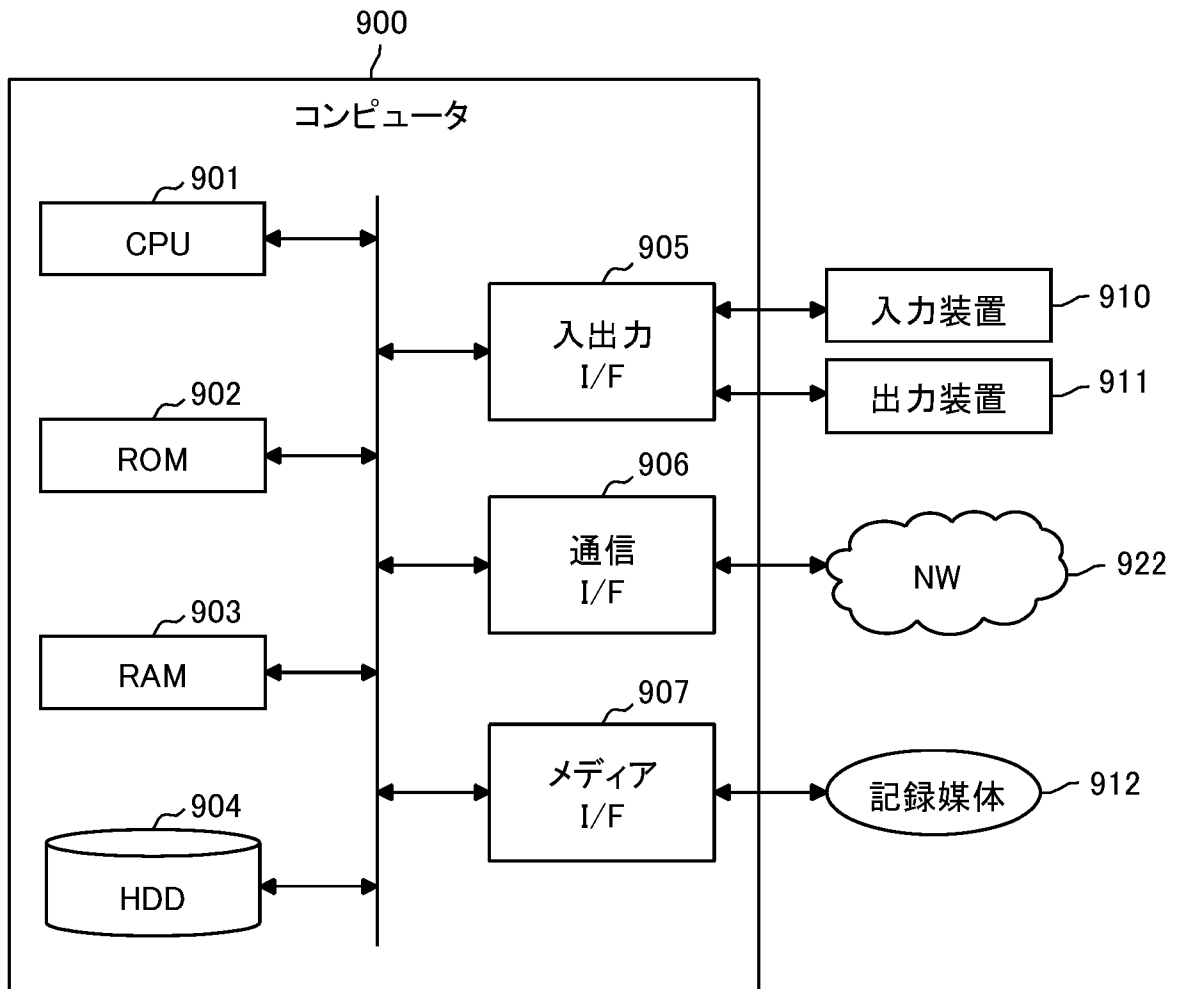 900
コンピュータ
901
CPU
902
ROM
903
RAM
904
HDD
905
入出力
I/F
906
通信
I/F
907
メディア
I/F
入力装置
910
出力装置
911
NW
922
記録媒体
912